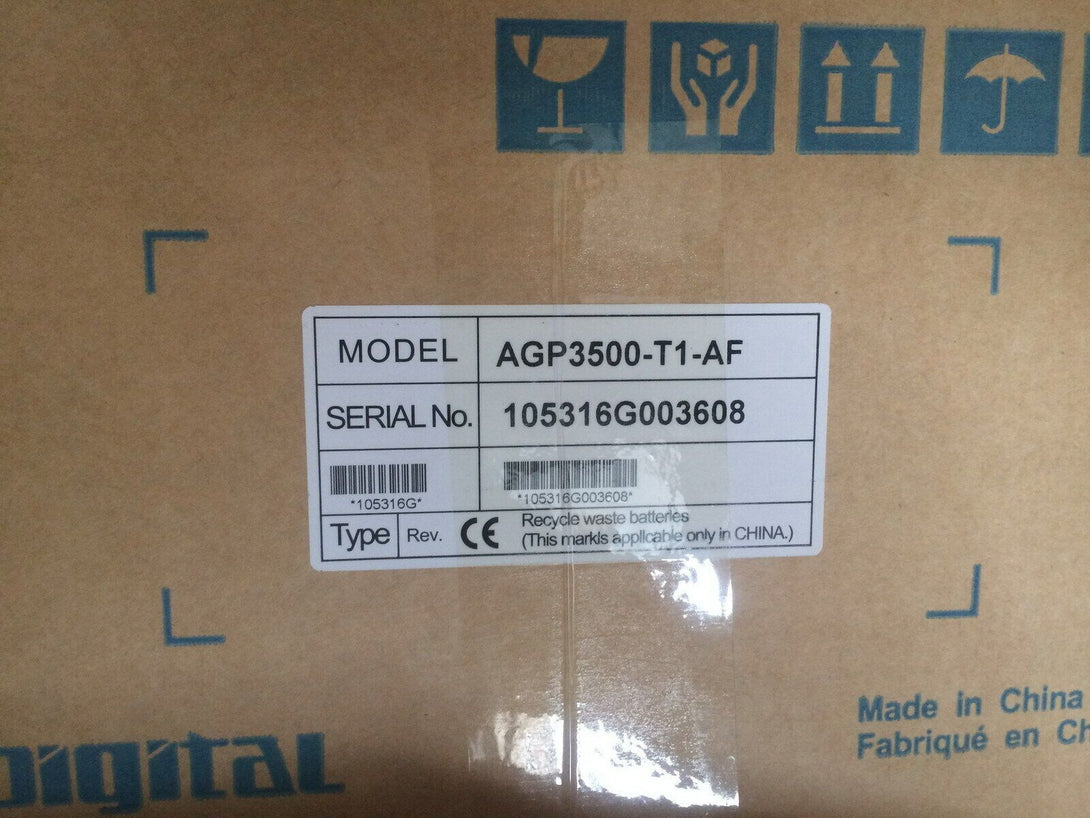 MODEL AGP3500-T1-AF
SERIAL No. 105316G003608
*105316G* *105316G003608*
Type Rev. CE Recycle waste batteries
(This markIs applicable only in CHINA.)
Made in China
Fabriqué en Ch
Digital